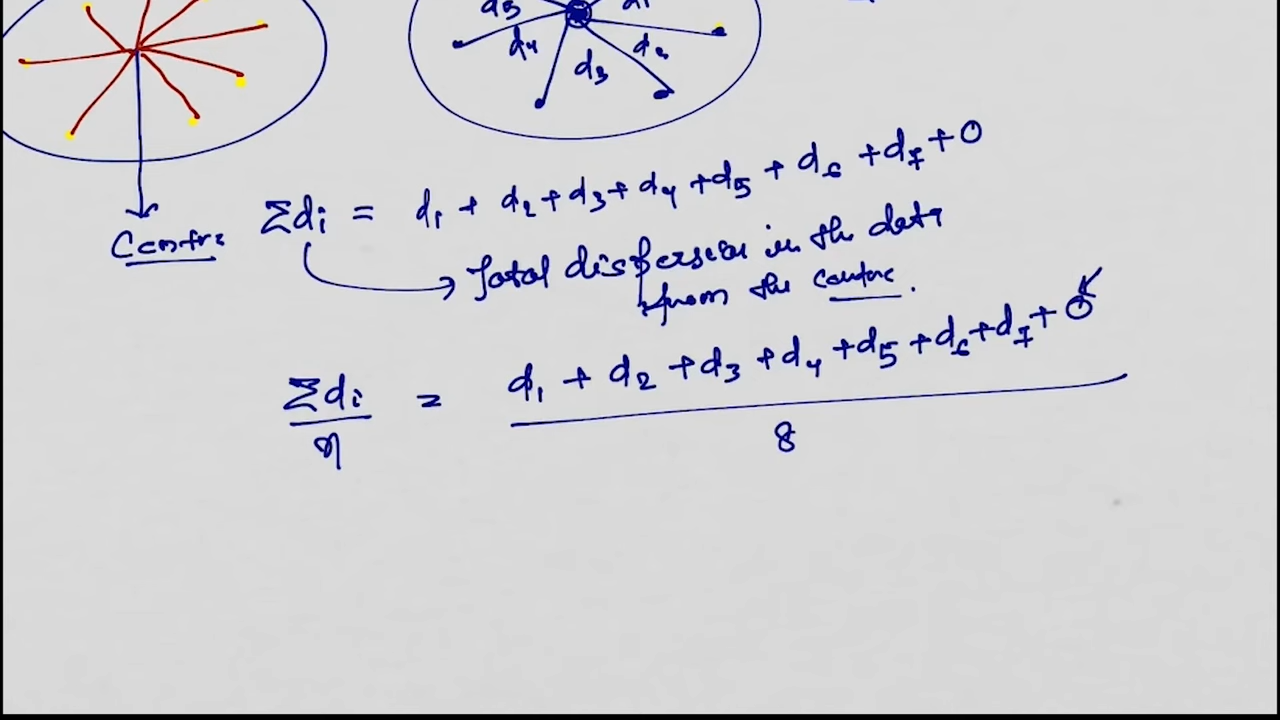 d5 d1
d4 d2
d3
Σdi = d1 + d2 + d3 + d4 + d5 + d6 + d7 + 0
Centre
Total dispersion in the data
from the centre.
Σdi / n = d1 + d2 + d3 + d4 + d5 + d6 + d7 + 0 / 8